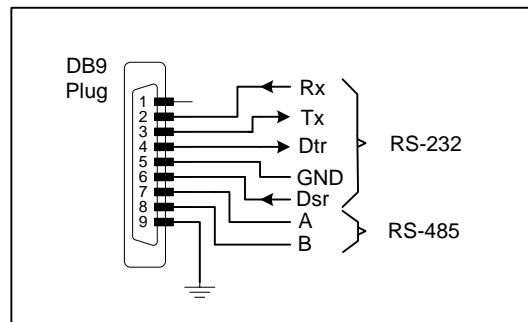 DB9
Plug
1
2
3
4
5
6
7
8
9
Rx
Tx
Dtr
GND
Dsr
A
B
RS-232
RS-485